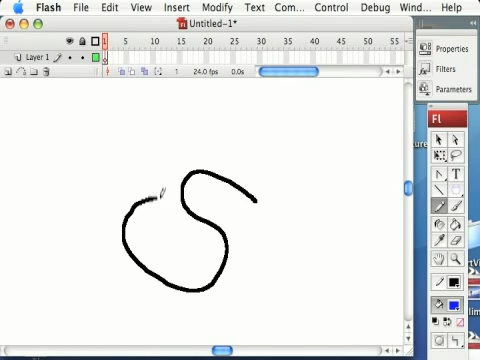 Flash File Edit View Insert Modify Text Com... Control Debug Wind... Help
Untitled-1*
1 5 10 15 20 25 30 35 40 45 50 55
Layer 1
1 24.0 fps 0.0s
Properties
Filters
Parameters
Fl
T